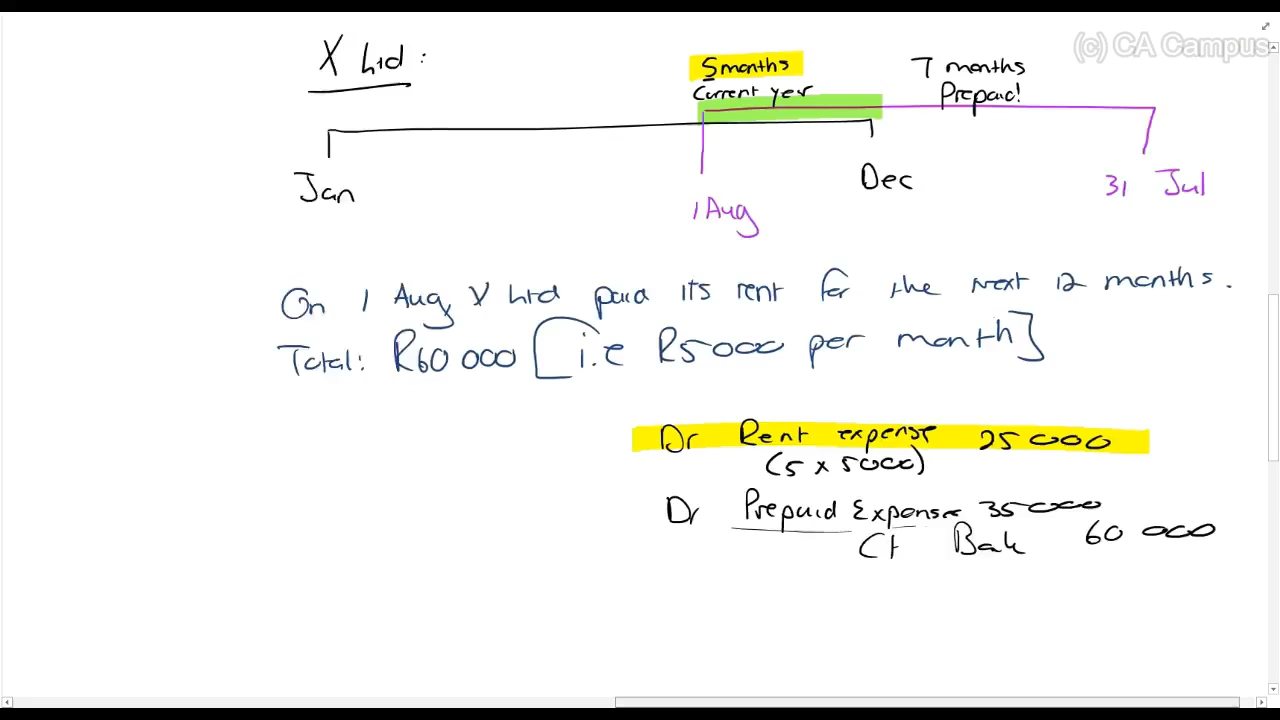 (c) CA Campus
X Ltd :
5 months
Current year
7 months
Prepaid!
Jan
1 Aug
Dec
31 Jul
On 1 Aug X Ltd paid its rent for the next 12 months.
Total: R60 000 [i.e R5000 per month]
Dr Rent expense 25 000
(5 x 5000)
Dr Prepaid Expense 35000
Cr Bank 60 000